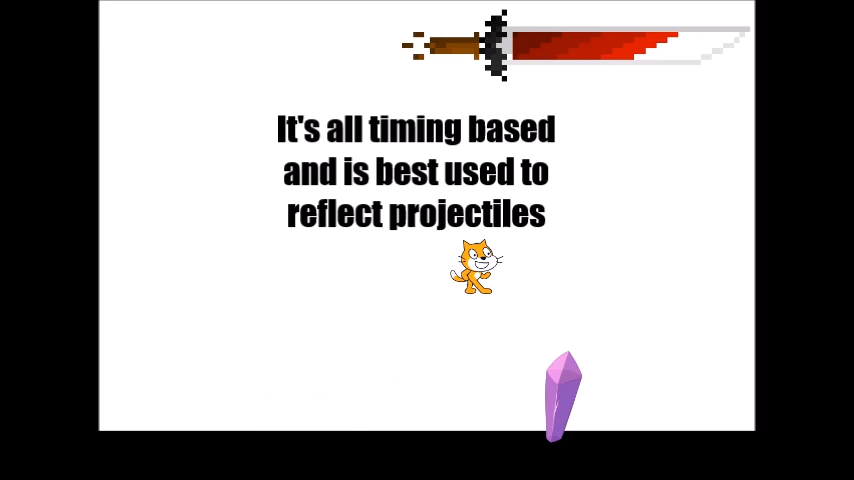 It's all timing based
and is best used to
reflect projectiles